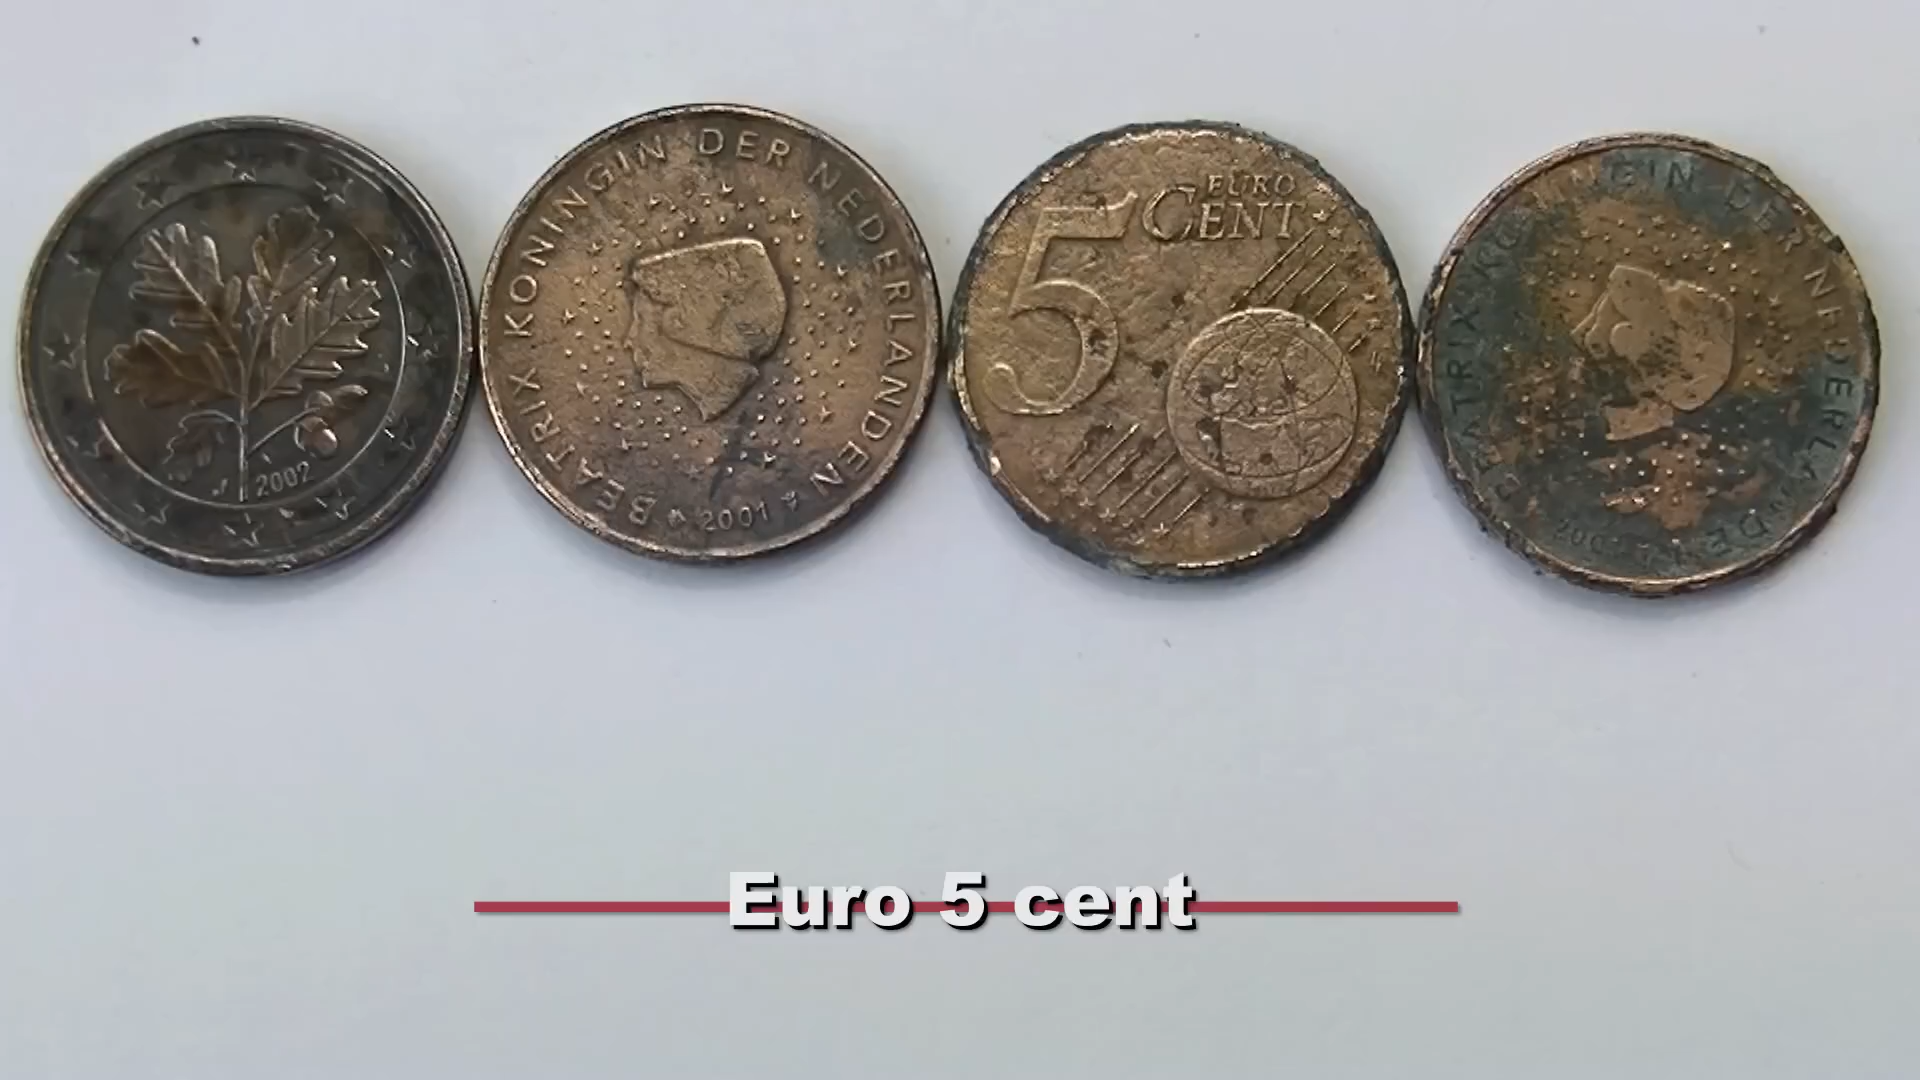 J 2002
BEATRIX KONINGIN DER NEDERLANDEN
2001
5 EURO
CENT
BEATRIX KONINGIN DER NEDERLANDEN
Euro 5 cent